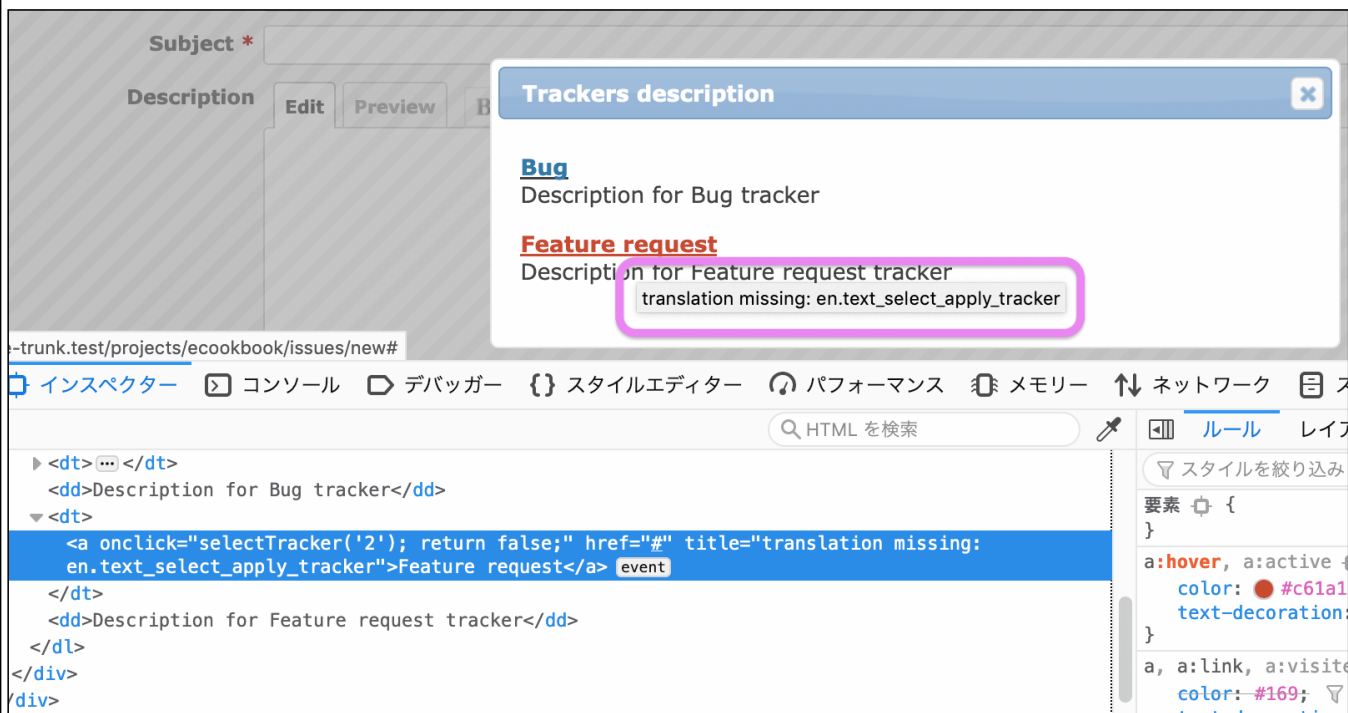 Subject *
Description
Edit
Preview
B
Trackers description
Bug
Description for Bug tracker
Feature request
Description for Feature request tracker
translation missing: en.text_select_apply_tracker
e-trunk.test/projects/ecookbook/issues/new#
インスペクター
コンソール
デバッガー
スタイルエディター
パフォーマンス
メモリー
ネットワーク
HTML を検索
ルール
レイア
<dt> ... </dt>
<dd>Description for Bug tracker</dd>
<dt>
<a onclick="selectTracker('2'); return false;" href="#" title="translation missing:
en.text_select_apply_tracker">Feature request</a> event
</dt>
<dd>Description for Feature request tracker</dd>
</dl>
</div>
/div>
スタイルを絞り込み
要素 {
}
a:hover, a:active {
color: #c61a1
text-decoration:
}
a, a:link, a:visite
color: #169;